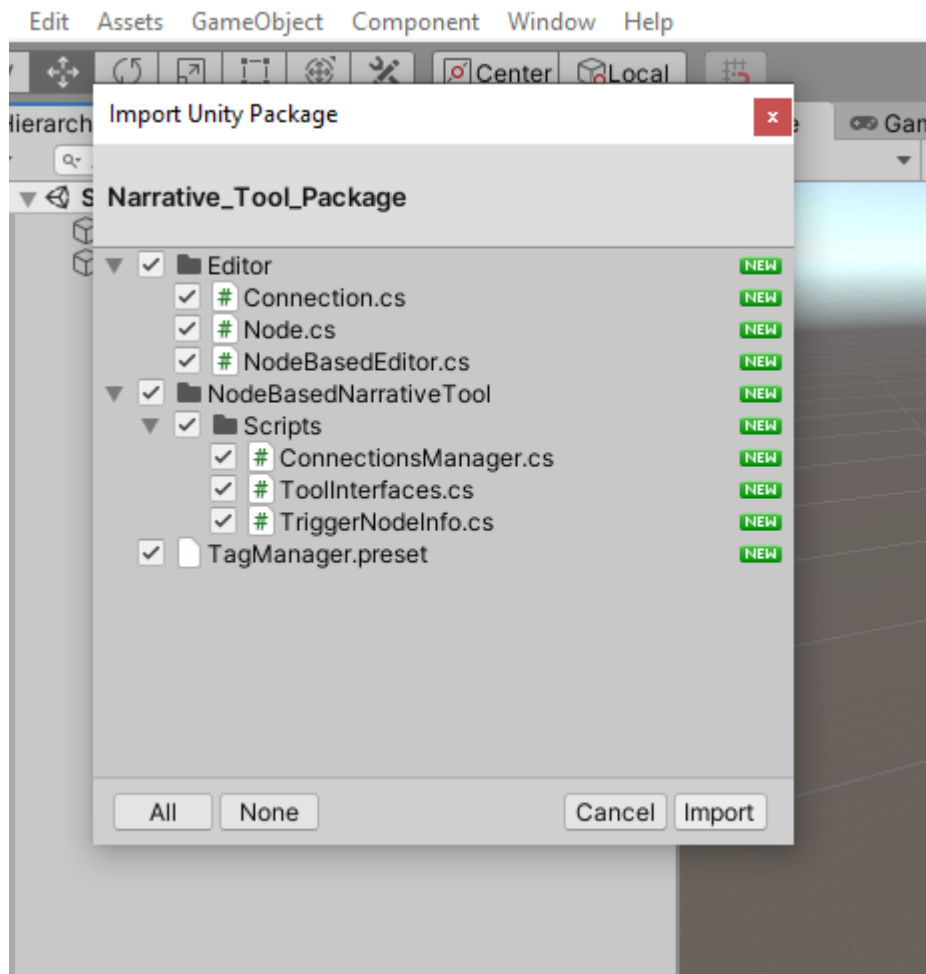 Edit Assets GameObject Component Window Help
Center Local
Import Unity Package
x
Hierarch
Gam
S
Narrative_Tool_Package
Editor NEW
# Connection.cs NEW
# Node.cs NEW
# NodeBasedEditor.cs NEW
NodeBasedNarrativeTool NEW
Scripts NEW
# ConnectionsManager.cs NEW
# ToolInterfaces.cs NEW
# TriggerNodeInfo.cs NEW
TagManager.preset NEW
All None Cancel Import